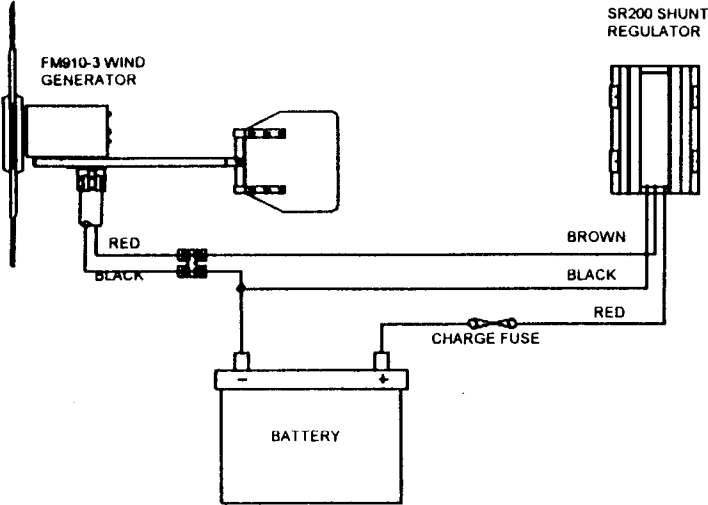 SR200 SHUNT
REGULATOR
FM910-3 WIND
GENERATOR
RED
BROWN
BLACK
BLACK
RED
CHARGE FUSE
- +
BATTERY